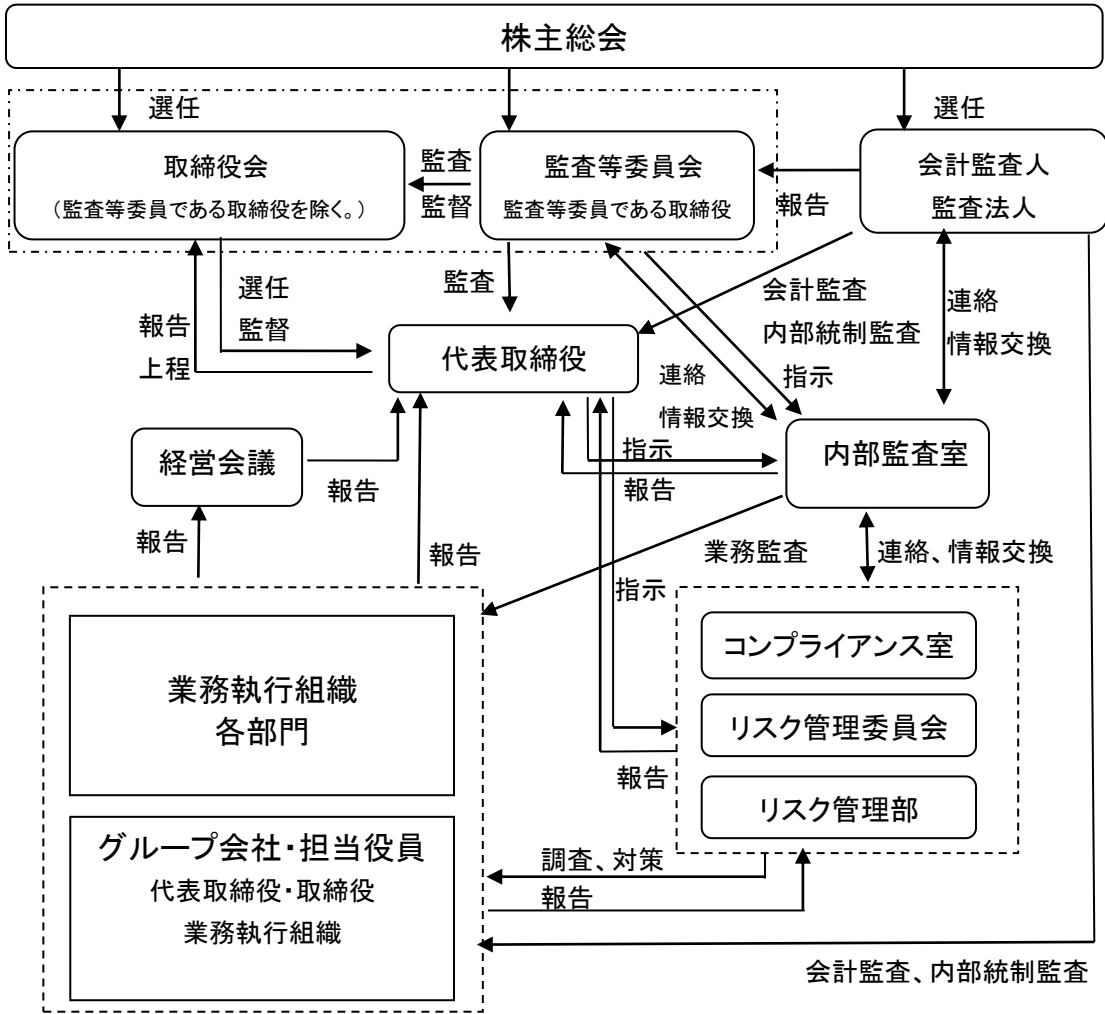 株主総会
選任
選任
取締役会
（監査等委員である取締役を除く。）
監査
監督
監査等委員会
監査等委員である取締役
報告
会計監査人
監査法人
選任
監督
監査
会計監査
内部統制監査
連絡
情報交換
報告
上程
代表取締役
連絡
情報交換
指示
経営会議
報告
指示
報告
内部監査室
報告
報告
業務監査
連絡、情報交換
指示
業務執行組織
各部門
コンプライアンス室
リスク管理委員会
報告
リスク管理部
グループ会社・担当役員
代表取締役・取締役
業務執行組織
調査、対策
報告
会計監査、内部統制監査